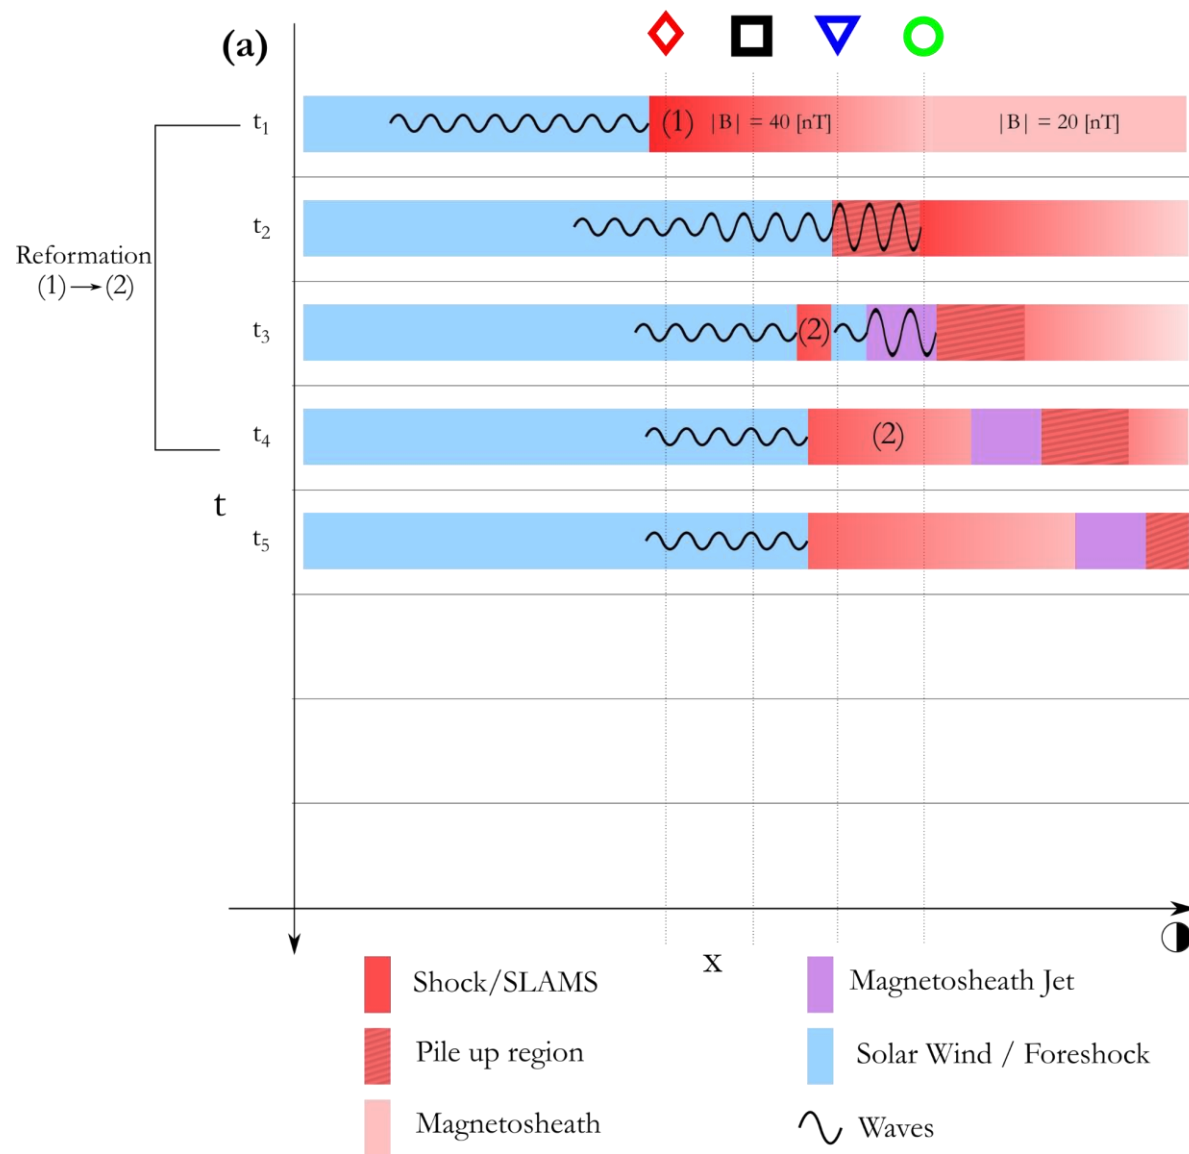 (a)
t₁
(1) |B| = 40 [nT] |B| = 20 [nT]
t₂
Reformation
(1)→(2)
t₃
(2)
t₄
(2)
t
t₅
x
Shock/SLAMS
Magnetosheath Jet
Pile up region
Solar Wind / Foreshock
Magnetosheath
Waves